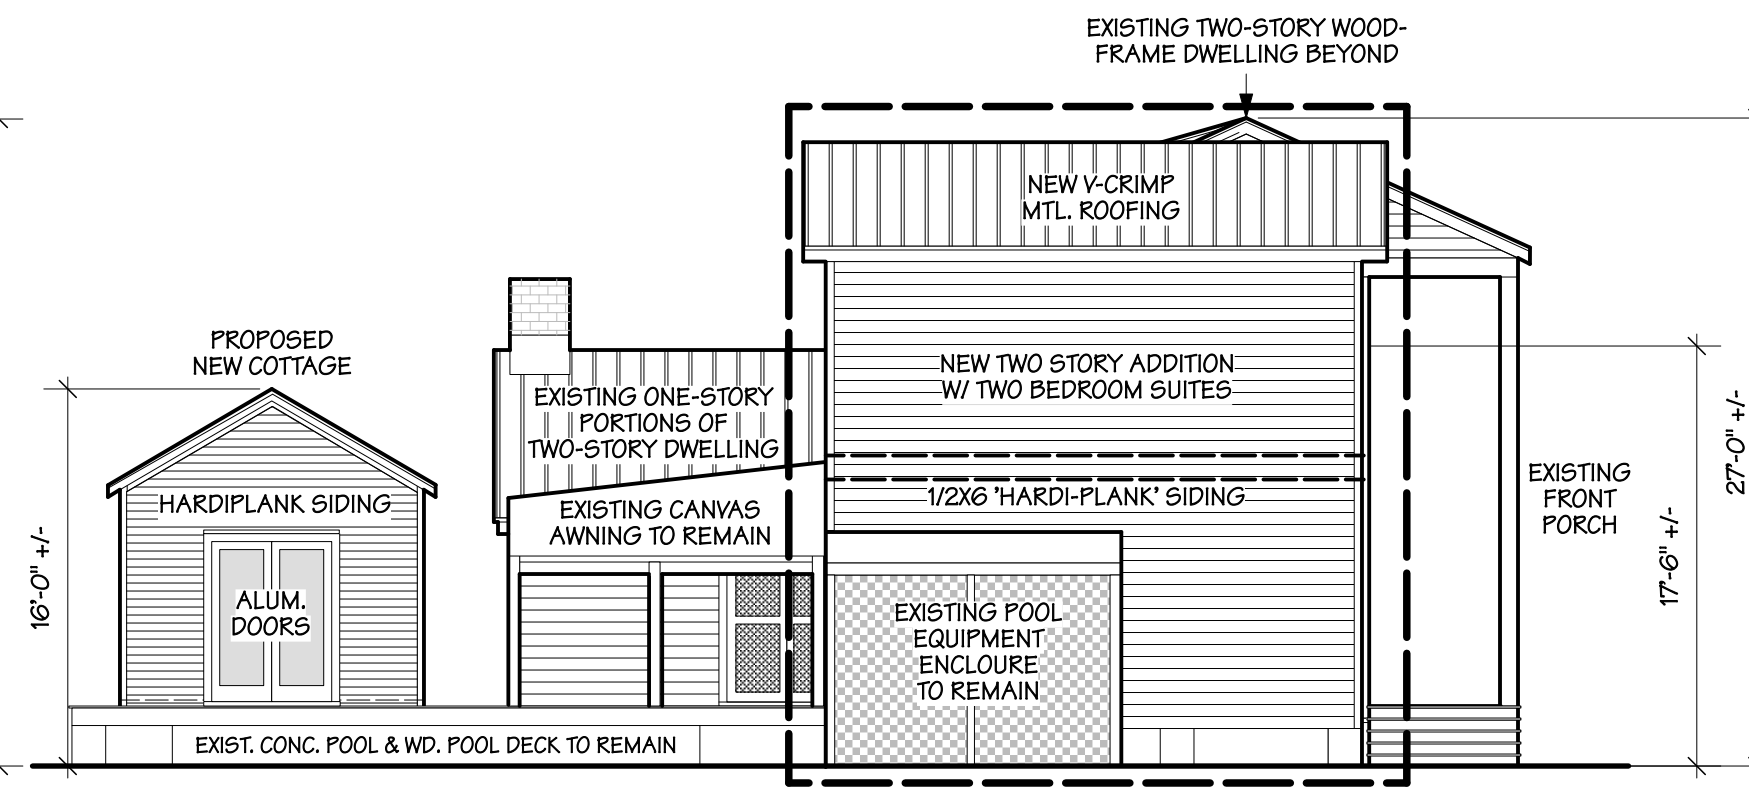 EXISTING TWO-STORY WOOD-
FRAME DWELLING BEYOND
NEW V-CRIMP
MTL. ROOFING
PROPOSED
NEW COTTAGE
EXISTING ONE-STORY
PORTIONS OF
TWO-STORY DWELLING
NEW TWO STORY ADDITION
W/ TWO BEDROOM SUITES
HARDIPLANK SIDING
EXISTING CANVAS
AWNING TO REMAIN
1/2X6 'HARDI-PLANK' SIDING
EXISTING
FRONT
PORCH
16'-0" +/-
ALUM.
DOORS
EXISTING POOL
EQUIPMENT
ENCLOURE
TO REMAIN
17'-6" +/-
27'-0" +/-
EXIST. CONC. POOL & WD. POOL DECK TO REMAIN